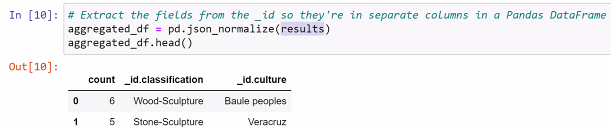 In [10]: # Extract the fields from the _id so they're in separate columns in a Pandas DataFrame
aggregated_df = pd.json_normalize(results)
aggregated_df.head()
Out[10]:
count _id.classification _id.culture
0 6 Wood-Sculpture Baule peoples
1 5 Stone-Sculpture Veracruz